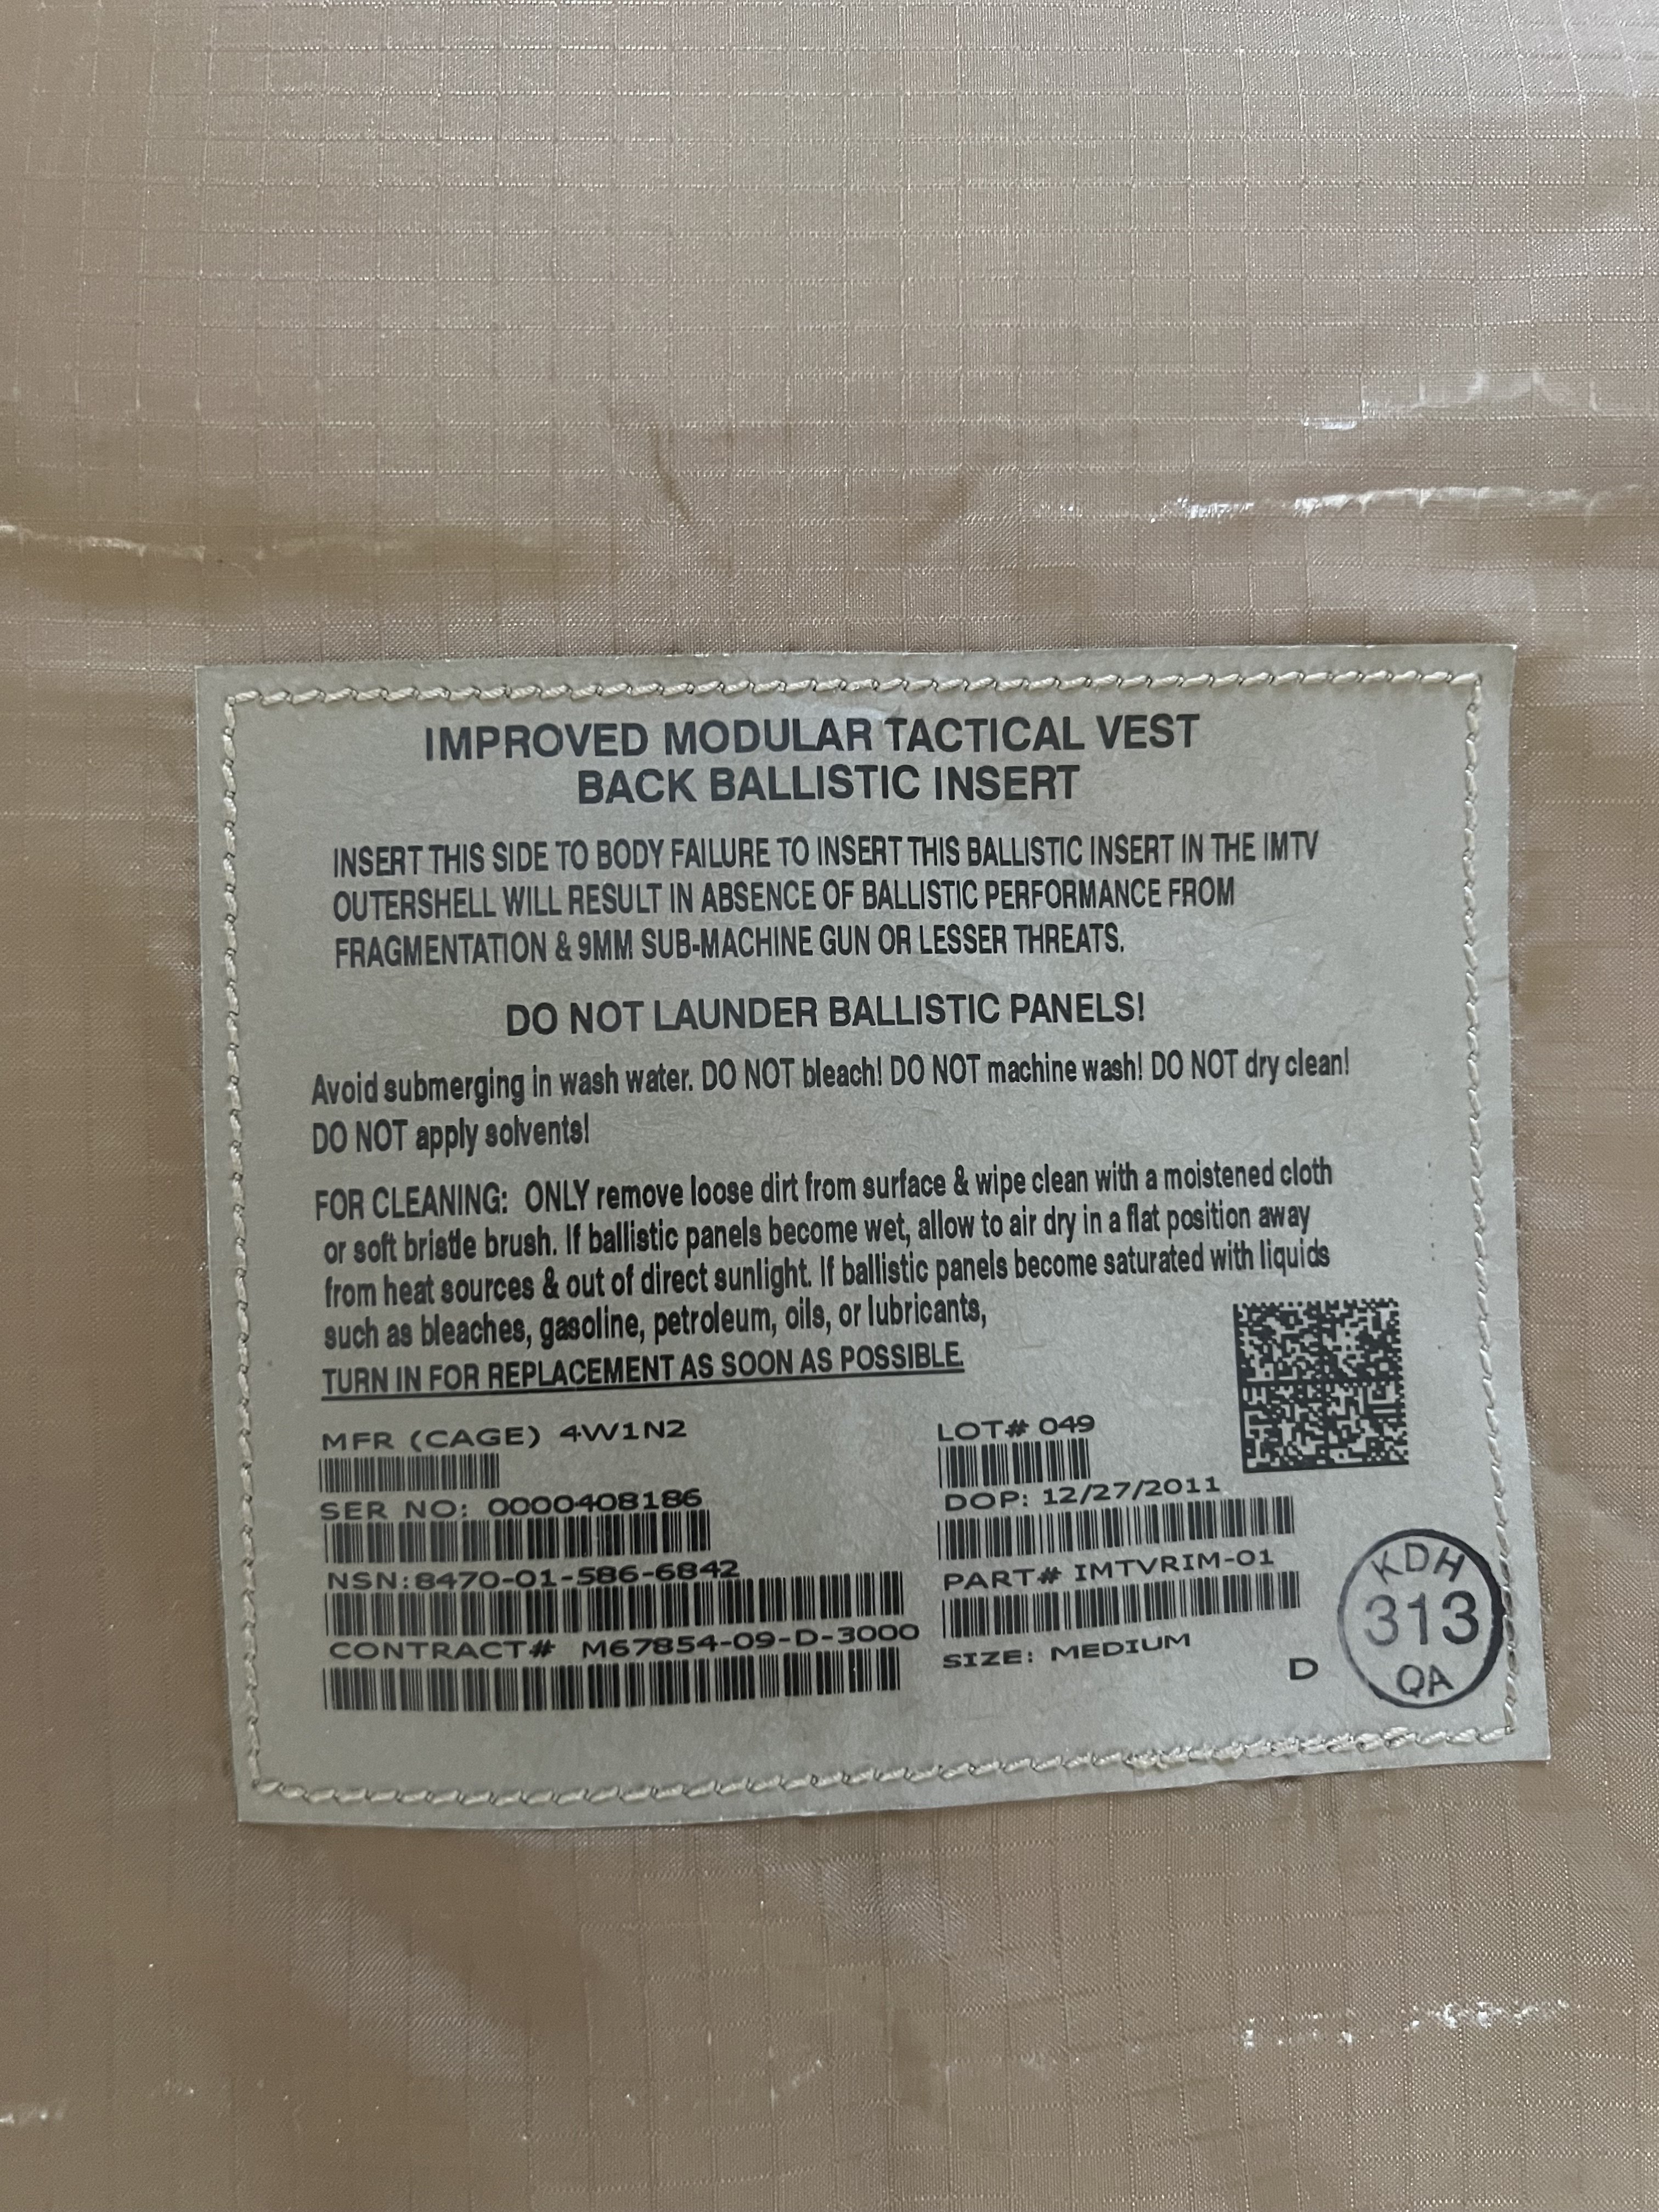 IMPROVED MODULAR TACTICAL VEST
BACK BALLISTIC INSERT
INSERT THIS SIDE TO BODY FAILURE TO INSERT THIS BALLISTIC INSERT IN THE IMTV
OUTERSHELL WILL RESULT IN ABSENCE OF BALLISTIC PERFORMANCE FROM
FRAGMENTATION & 9MM SUB-MACHINE GUN OR LESSER THREATS.
DO NOT LAUNDER BALLISTIC PANELS!
Avoid submerging in wash water. DO NOT bleach! DO NOT machine wash! DO NOT dry clean!
DO NOT apply solvents!
FOR CLEANING: ONLY remove loose dirt from surface & wipe clean with a moistened cloth
or soft bristle brush. If ballistic panels become wet, allow to air dry in a flat position away
from heat sources & out of direct sunlight. If ballistic panels become saturated with liquids
such as bleaches, gasoline, petroleum, oils, or lubricants,
TURN IN FOR REPLACEMENT AS SOON AS POSSIBLE.
MFR (CAGE) 4W1N2
SER NO: 0000408186
NSN:8470-01-586-6842
CONTRACT# M67854-09-D-3000
LOT# 049
DOP: 12/27/2011
PART# IMTVRIM-01
SIZE: MEDIUM
D
KDH
313
QA